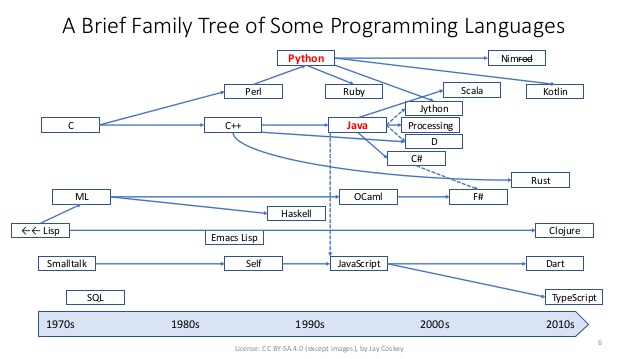 A Brief Family Tree of Some Programming Languages
Python
Nimrod
Perl
Ruby
Scala
Kotlin
Jython
C
C++
Java
Processing
D
C#
Rust
ML
OCaml
F#
Haskell
←← Lisp
Emacs Lisp
Clojure
Smalltalk
Self
JavaScript
Dart
SQL
TypeScript
1970s 1980s 1990s 2000s 2010s
License: CC BY-SA 4.0 (except images), by Jay Coskey
6